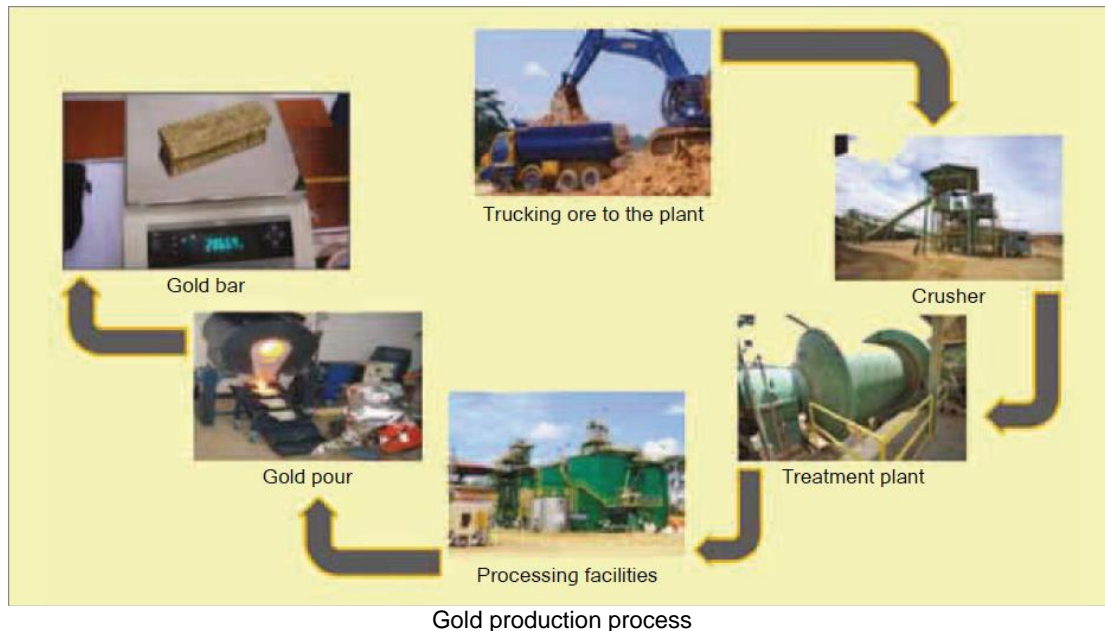 Trucking ore to the plant
Crusher
Treatment plant
Processing facilities
Gold pour
Gold bar
Gold production process